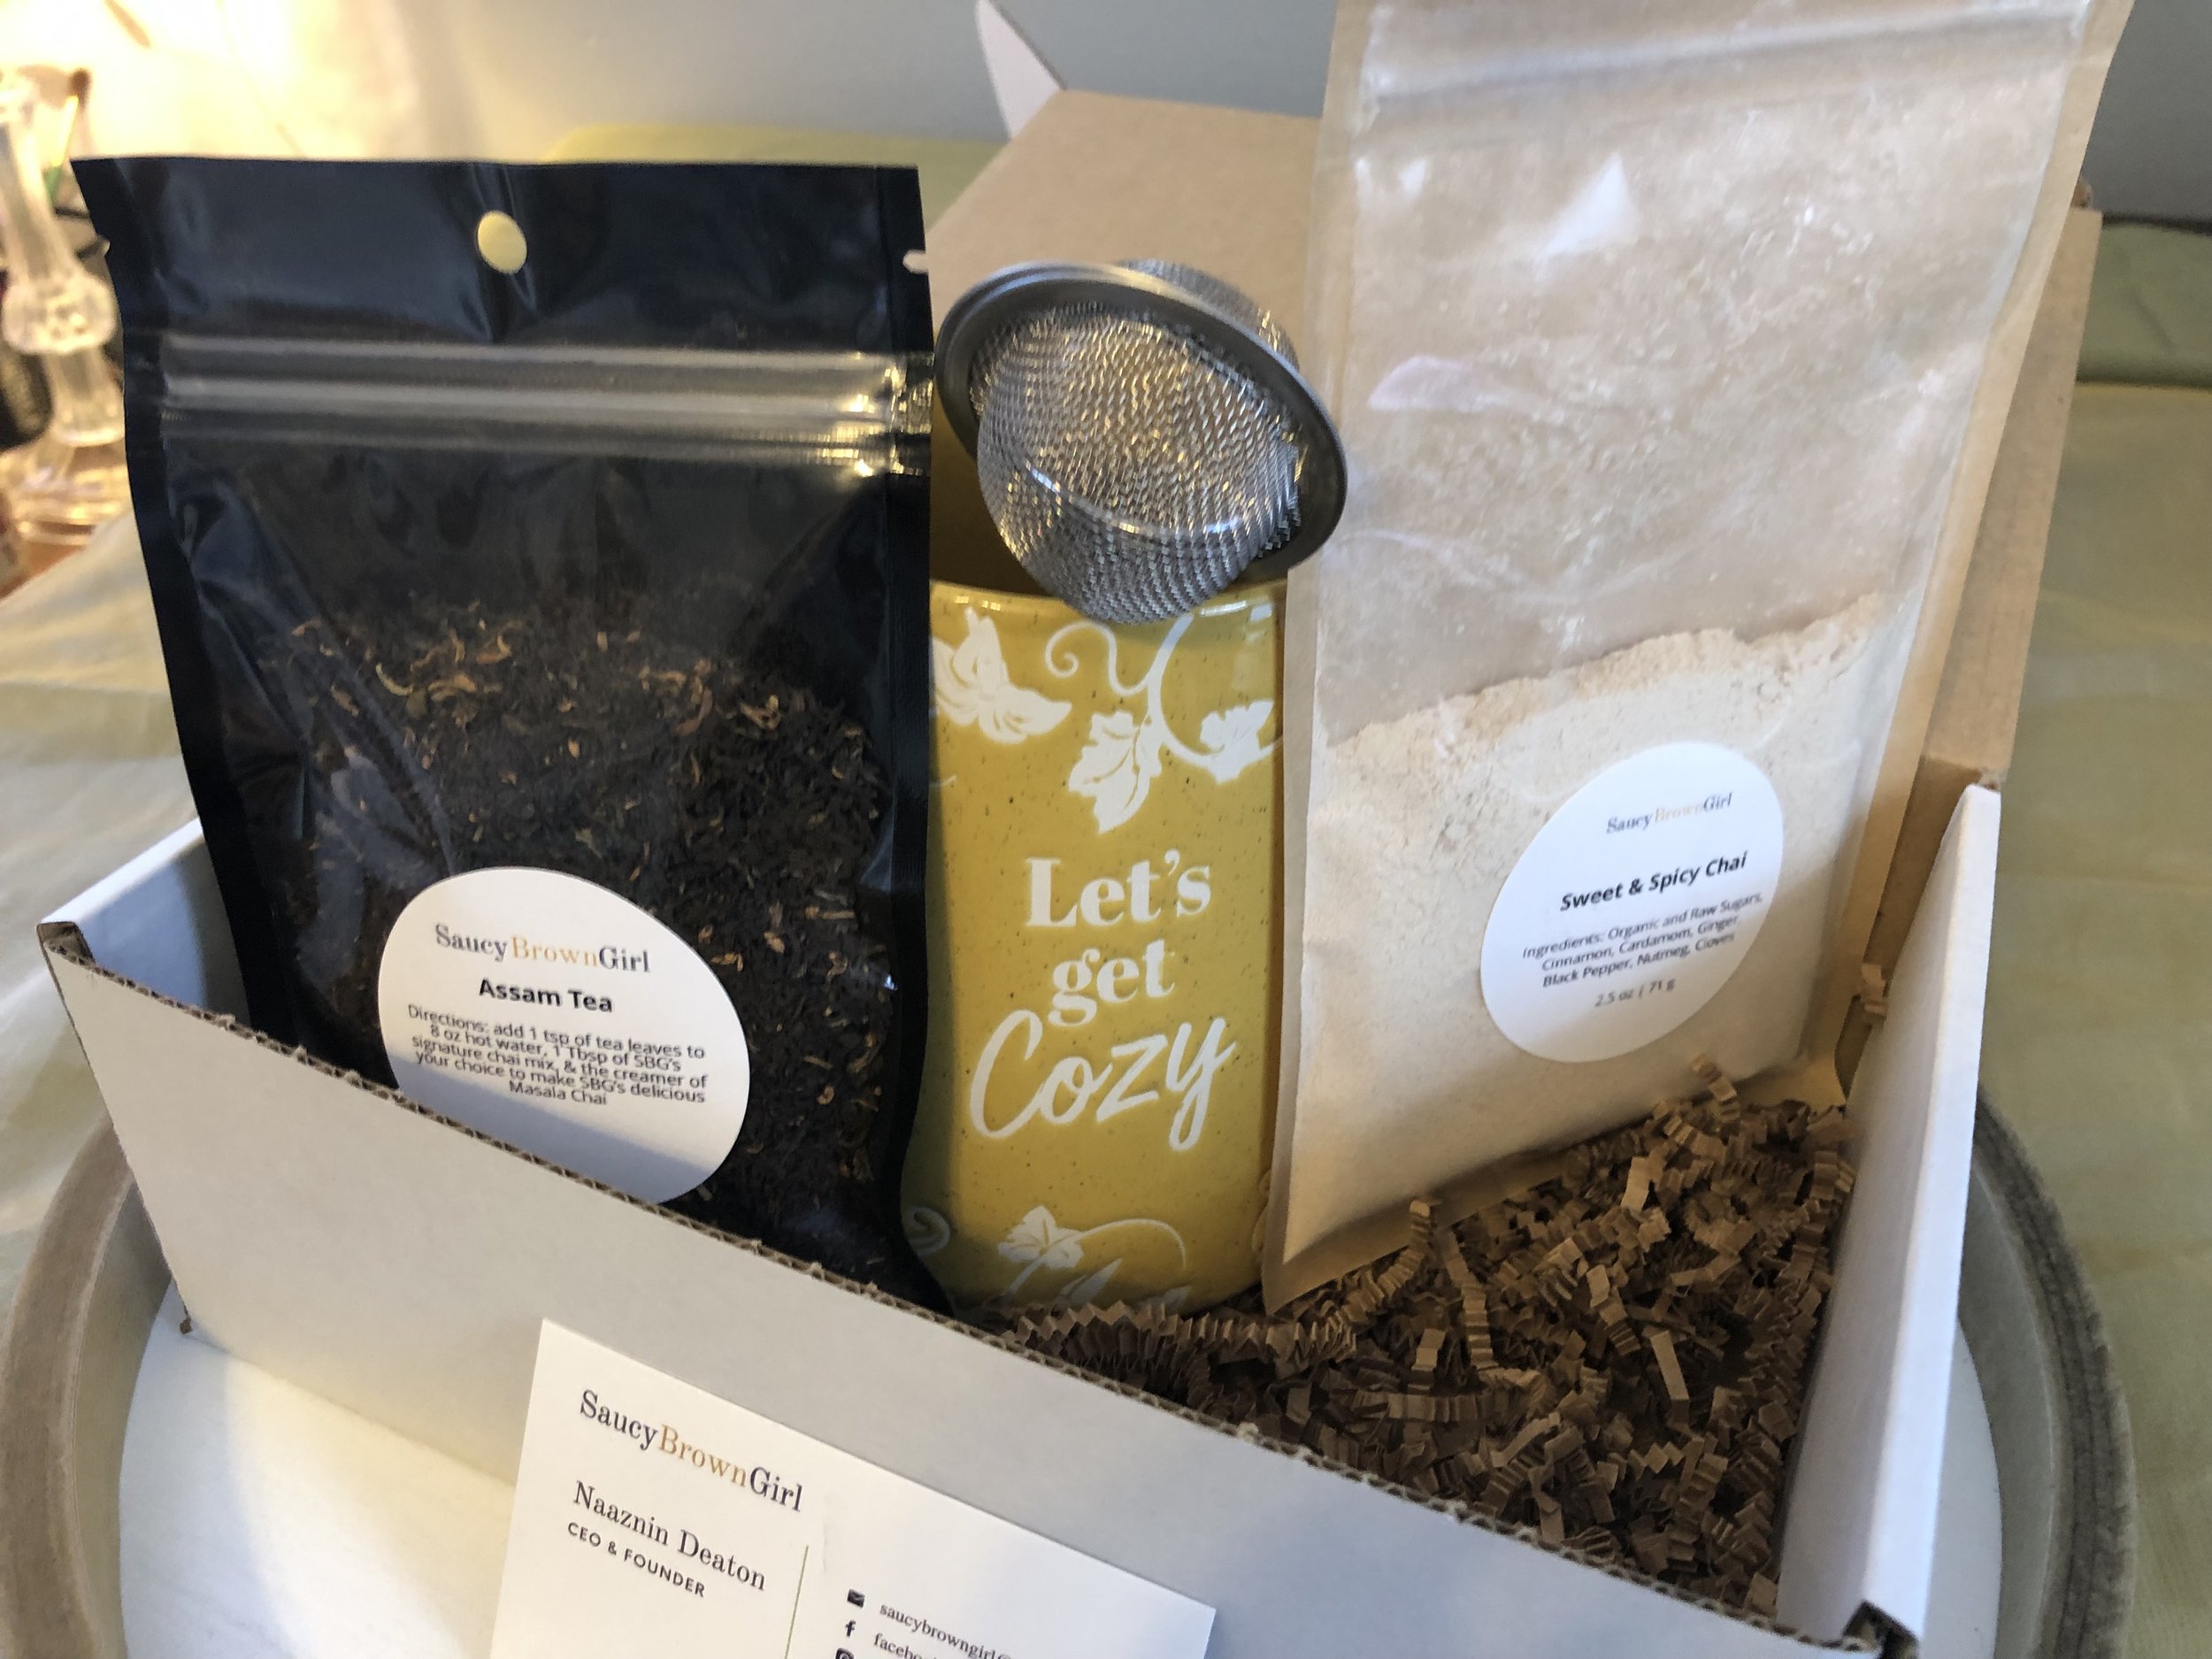 SaucyBrownGirl
Assam Tea
Directions: add 1 tsp of tea leaves to
8 oz hot water, 1 Tbsp of SBG's
signature chai mix, & the creamer of
your choice to make SBG's delicious
Masala Chai
Let's
get
Cozy
SaucyBrownGirl
Sweet & Spicy Chai
Ingredients: Organic and Raw Sugars,
Cinnamon, Cardamom, Ginger
Black Pepper, Nutmeg, Cloves
2.5 oz | 71 g
SaucyBrownGirl
Naaznin Deaton
CEO & FOUNDER
saucybrowngirl@